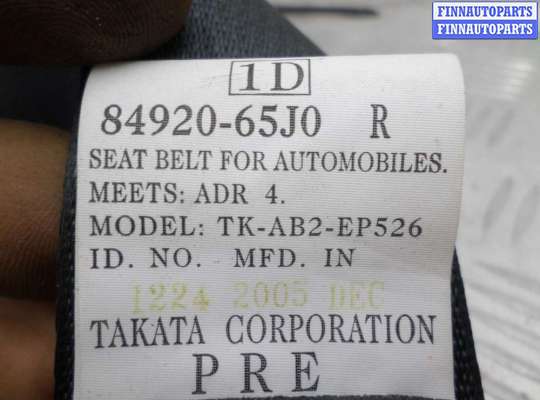 FINNAUTOPARTS
FINNAUTOPARTS
1D
84920-65J0 R
SEAT BELT FOR AUTOMOBILES.
MEETS: ADR 4.
MODEL: TK-AB2-EP526
ID. NO. MFD. IN
1224 2005 DEC
TAKATA CORPORATION
PRE